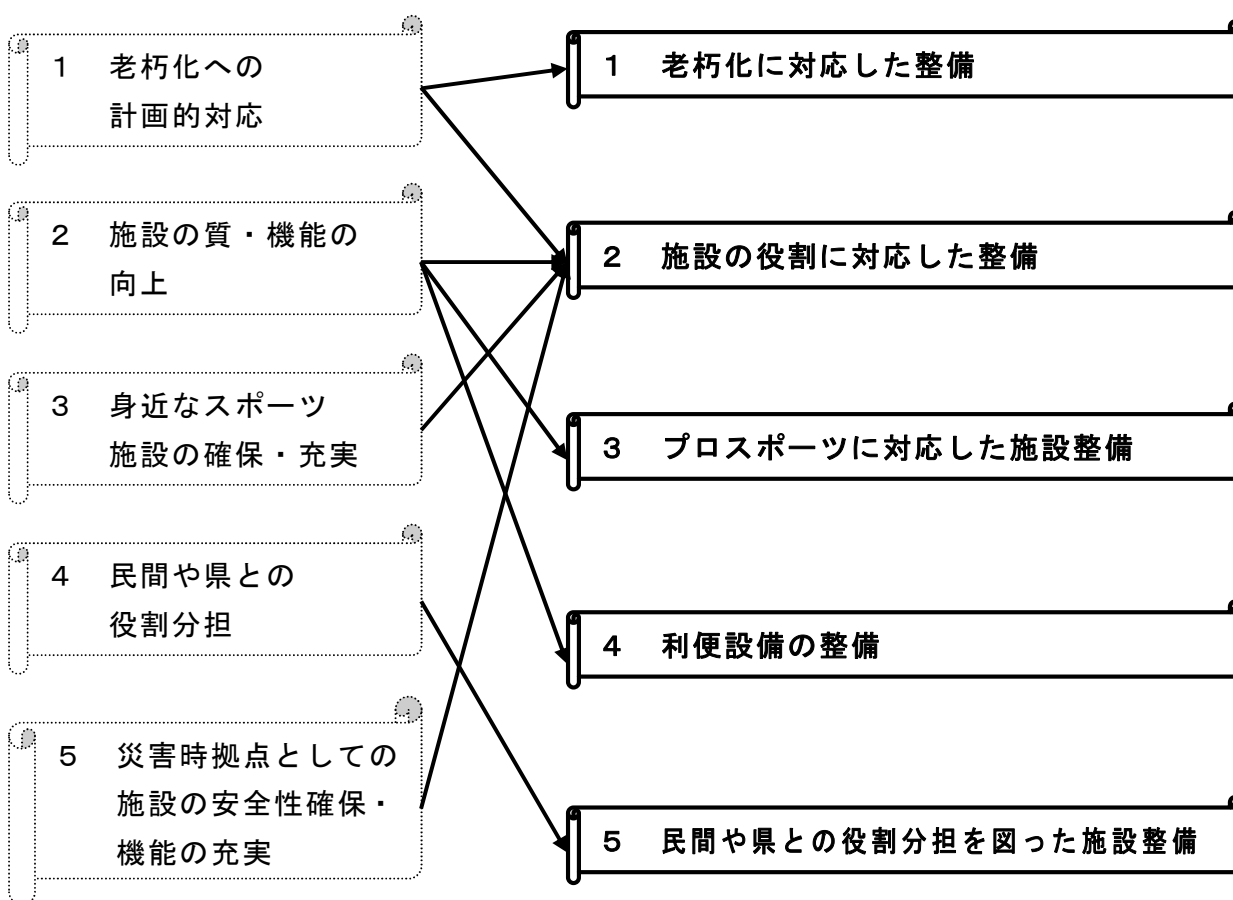 １ 老朽化への
計画的対応
２ 施設の質・機能の
向上
３ 身近なスポーツ
施設の確保・充実
４ 民間や県との
役割分担
５ 災害時拠点としての
施設の安全性確保・
機能の充実
１ 老朽化に対応した整備
２ 施設の役割に対応した整備
３ プロスポーツに対応した施設整備
４ 利便設備の整備
５ 民間や県との役割分担を図った施設整備